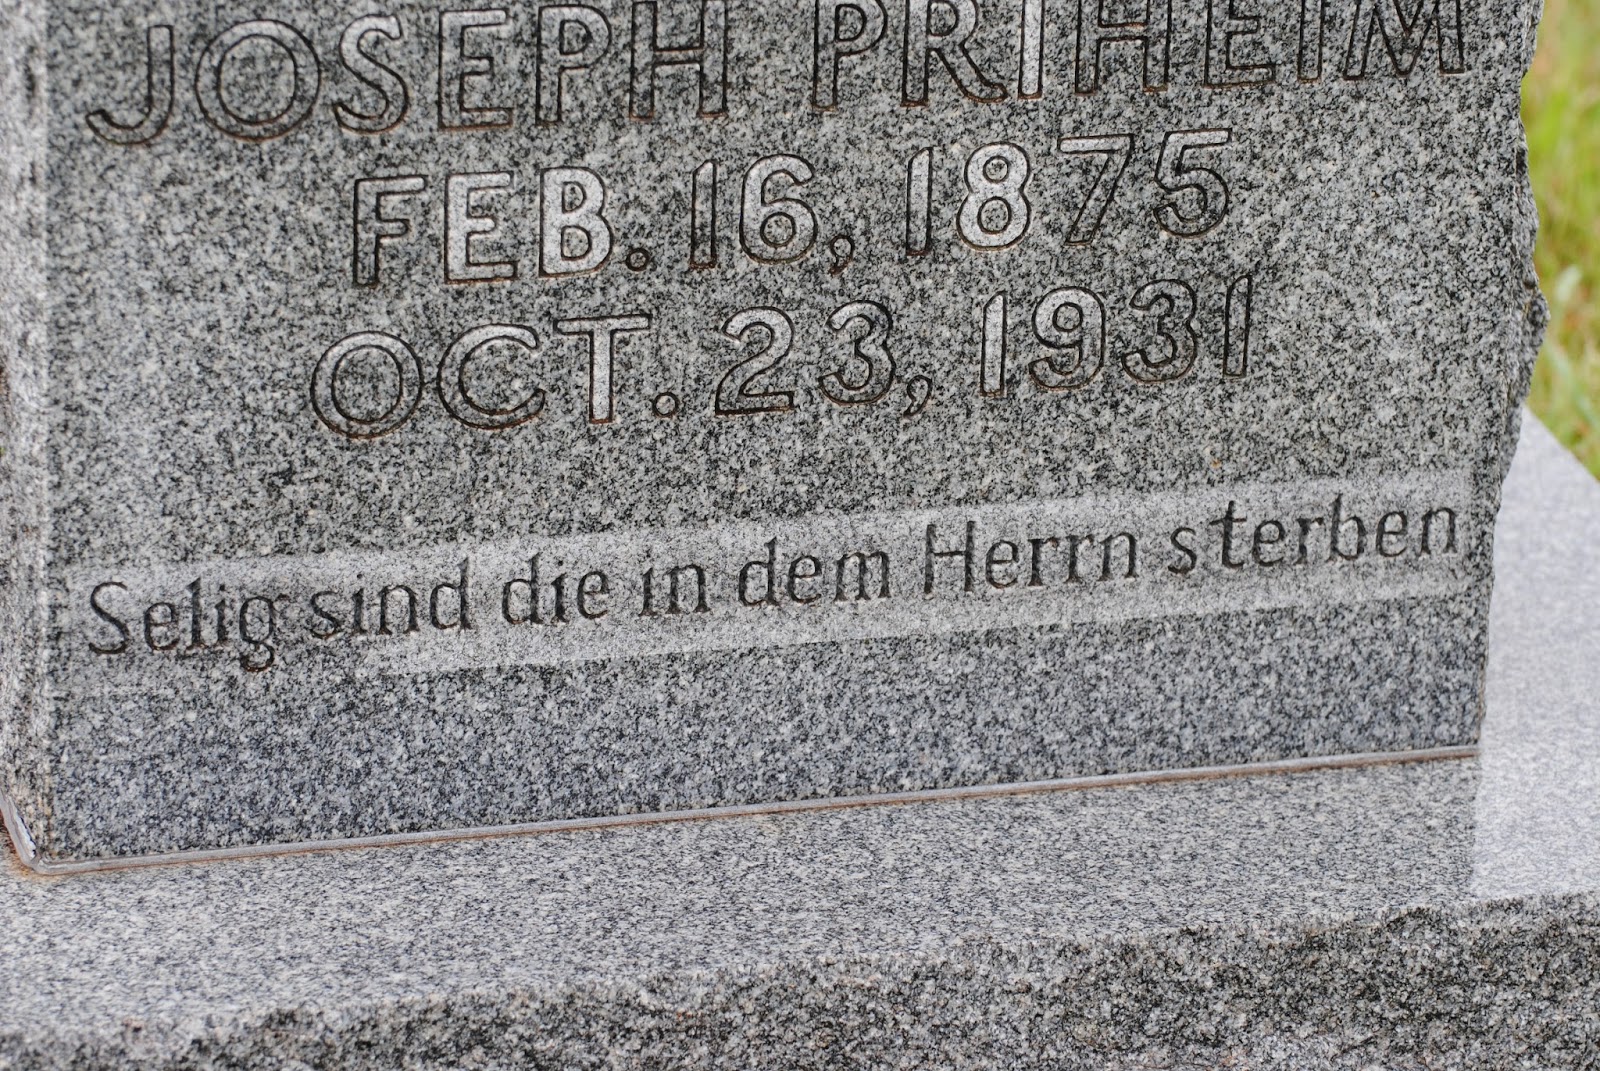 JOSEPH PRIHEIM
FEB. 16, 1875
OCT. 23, 1931
Selig sind die in dem Herrn sterben